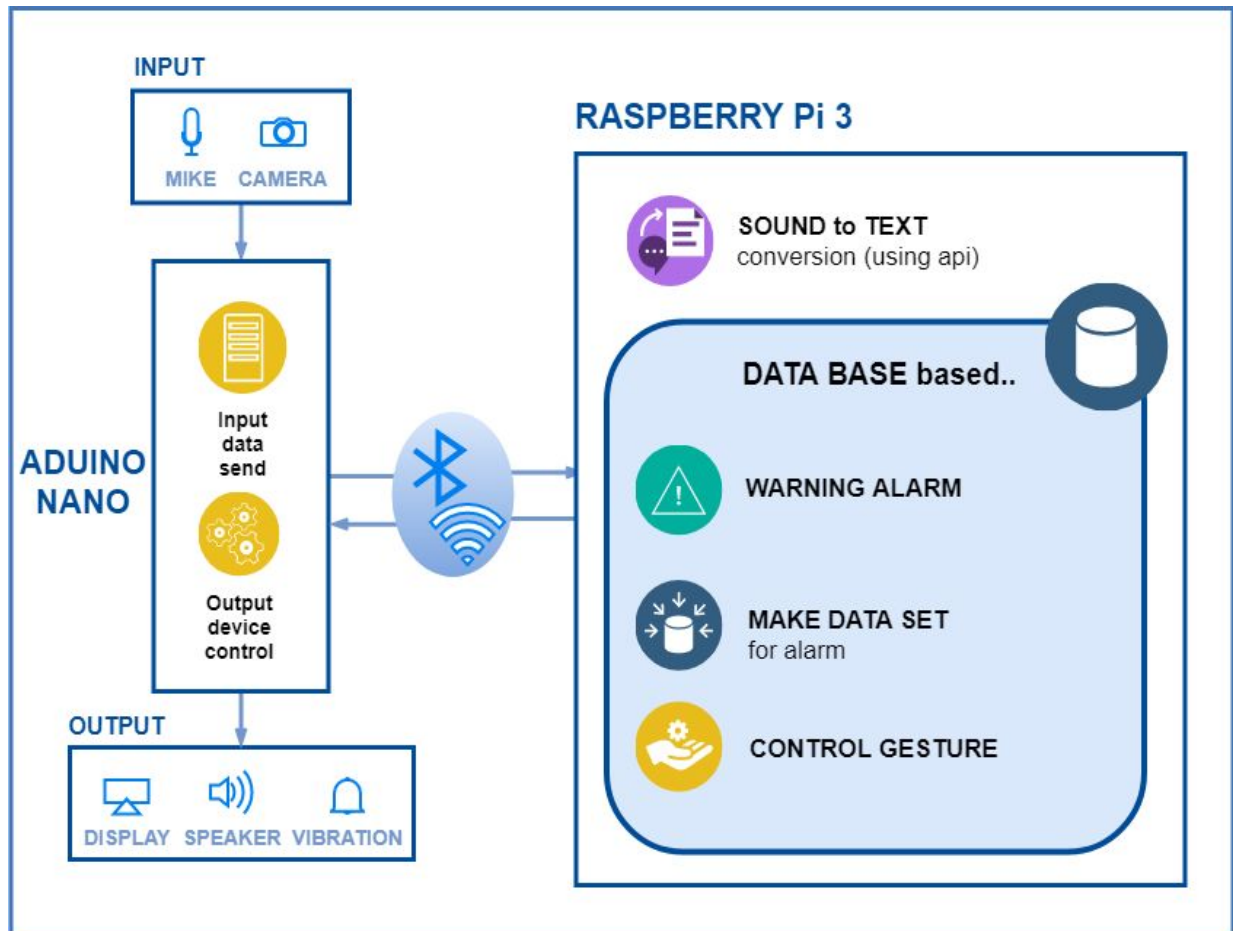 INPUT
MIKE CAMERA
ADUINO
NANO
Input
data
send
Output
device
control
OUTPUT
DISPLAY SPEAKER VIBRATION
RASPBERRY Pi 3
SOUND to TEXT
conversion (using api)
DATA BASE based..
WARNING ALARM
MAKE DATA SET
for alarm
CONTROL GESTURE